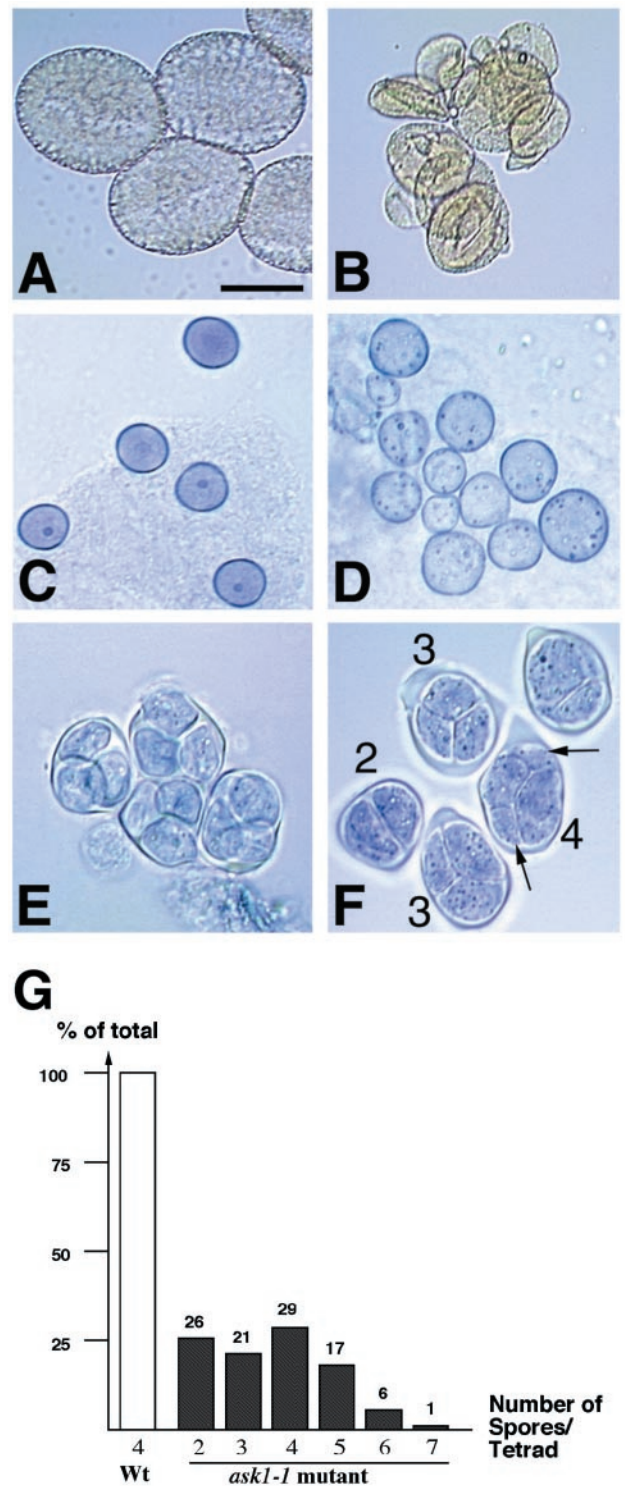 A
B
C
D
E
3
2
4
3
F
G
% of total
100
75
50
25
26
21
29
17
6
1
4 2 3 4 5 6 7
Wt
ask1-1 mutant
Number of
Spores/
Tetrad